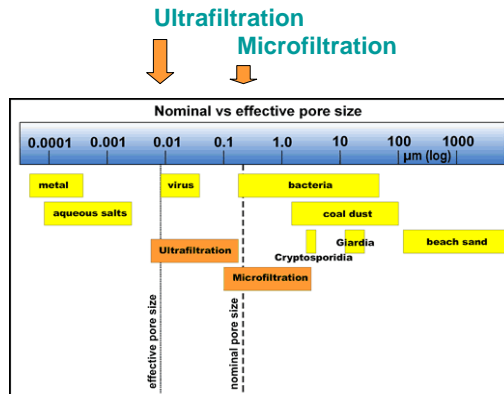 Ultrafiltration
Microfiltration
Nominal vs effective pore size
0.0001 0.001 0.01 0.1 1.0 10 100 1000
µm (log)
metal virus bacteria
aqueous salts coal dust
Ultrafiltration Giardia beach sand
Cryptosporidia
Microfiltration
effective pore size
nominal pore size